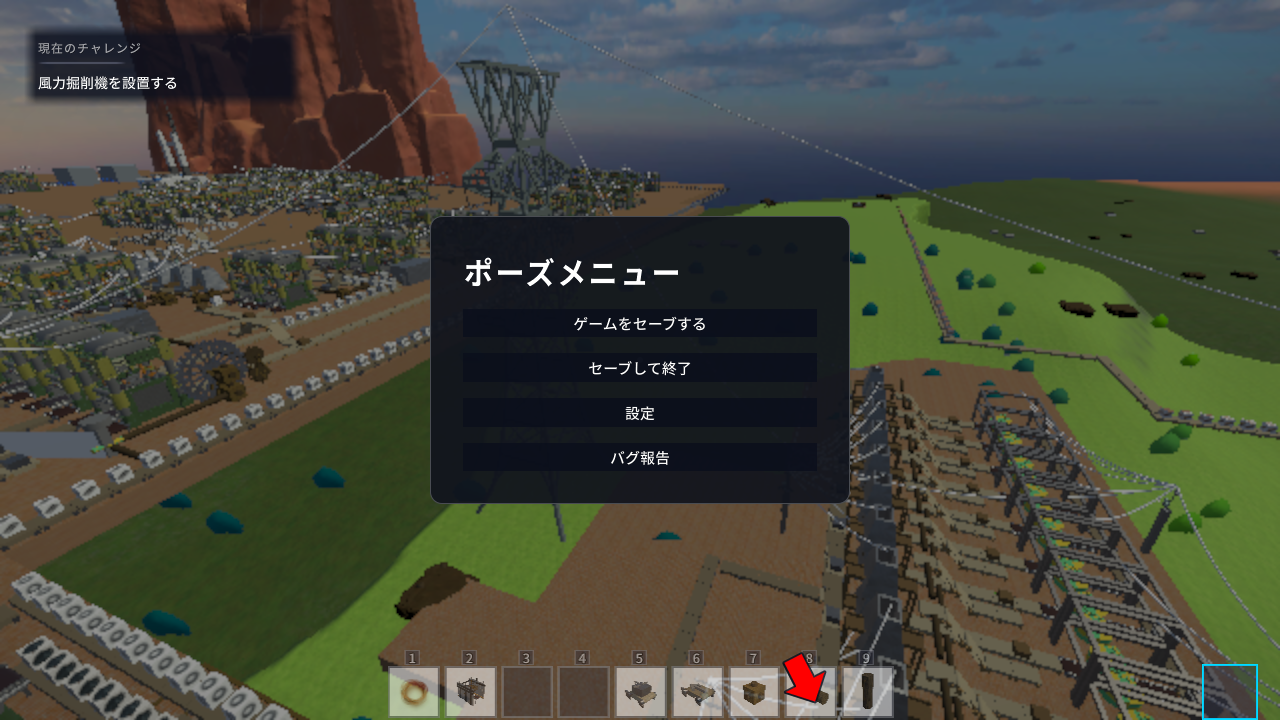 現在のチャレンジ
風力掘削機を設置する
ポーズメニュー
ゲームをセーブする
セーブして終了
設定
バグ報告
1 2 3 4 5 6 7 8 9